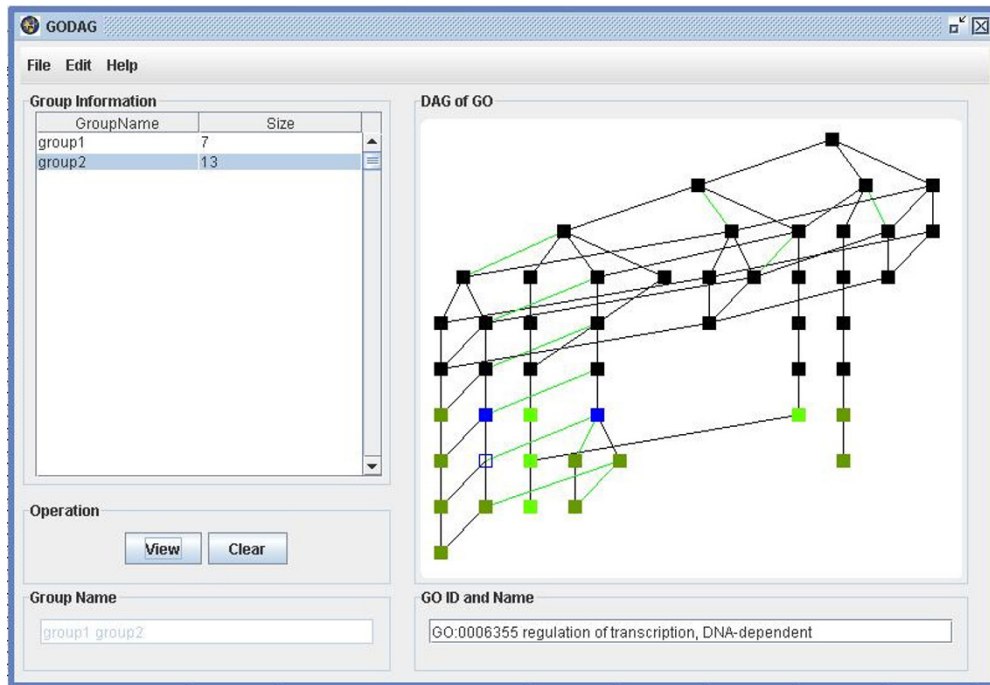 GODAG
File Edit Help
Group Information
GroupName Size
group1 7
group2 13
Operation
View Clear
Group Name
group1 group2
DAG of GO
GO ID and Name
GO:0006355 regulation of transcription, DNA-dependent